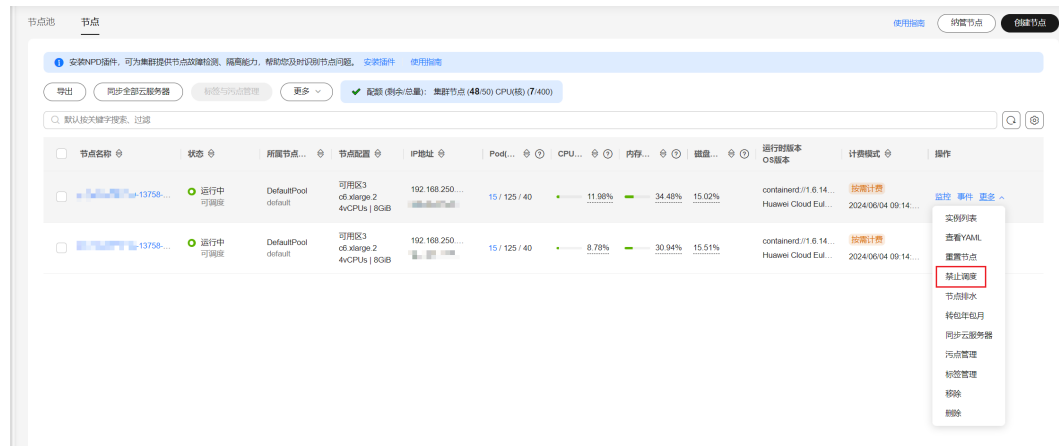 节点池 节点 使用指南 纳管节点 创建节点
安装NPD插件，可为集群提供节点故障检测、隔离能力，帮助您及时识别节点问题。 安装插件 使用指南
导出 同步全部云服务器 标签与污点管理 更多 配额 (剩余/总量): 集群节点 (48/50) CPU(核) (7/400)
默认按关键字搜索、过滤
节点名称 状态 所属节点... 节点配置 IP地址 Pod(... CPU... 内存... 磁盘... 运行时版本 计费模式 操作
OS版本
可用区3
-13758-... 运行中 DefaultPool c6.xlarge.2 192.168.250.... 15 / 125 / 40 11.98% 34.48% 15.02% containerd://1.6.14... 按需计费 监控 事件 更多
可调度 default 4vCPUs | 8GiB Huawei Cloud Eul... 2024/06/04 09:14:...
可用区3
-13758-... 运行中 DefaultPool c6.xlarge.2 192.168.250.... 15 / 125 / 40 8.78% 30.94% 15.51% containerd://1.6.14... 按需计费
可调度 default 4vCPUs | 8GiB Huawei Cloud Eul... 2024/06/04 09:14:...
实例列表
查看YAML
重置节点
禁止调度
节点排水
转包年包月
同步云服务器
污点管理
标签管理
移除
删除